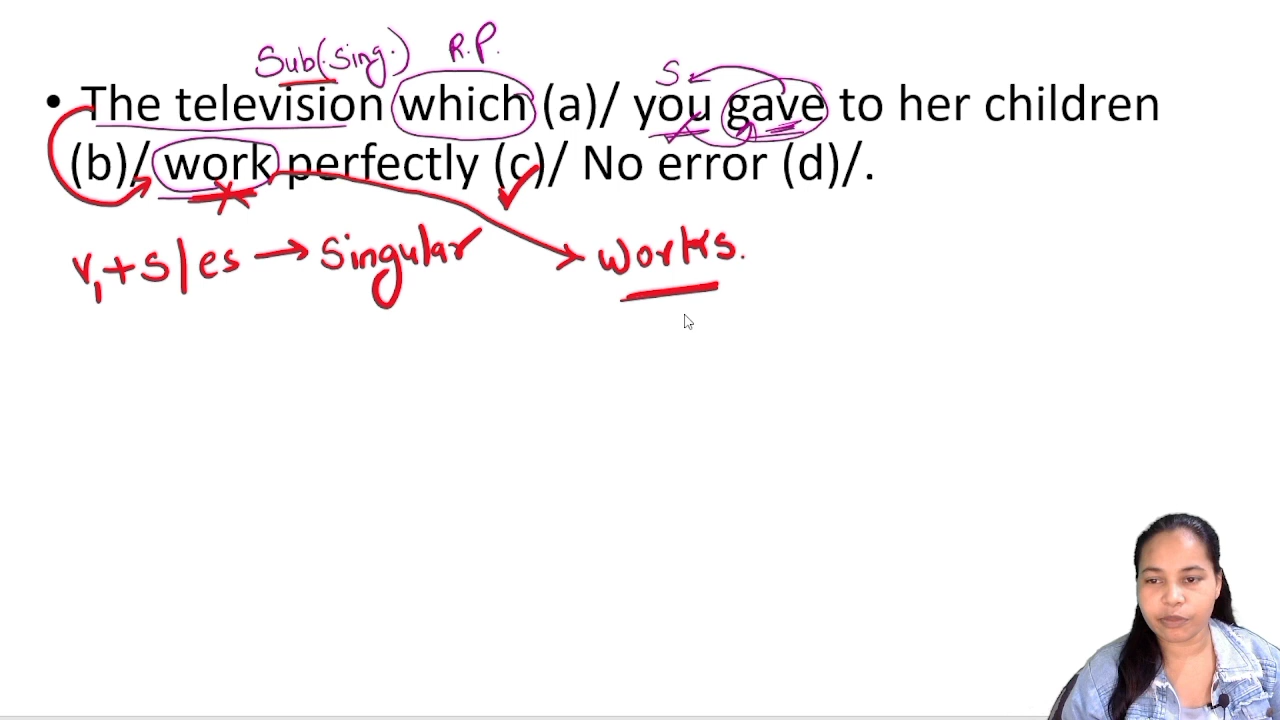 Sub(Sing.) R.P.
S
• The television which (a)/ you gave to her children
(b)/ work perfectly (c)/ No error (d)/.
V1+S/es → Singular works.